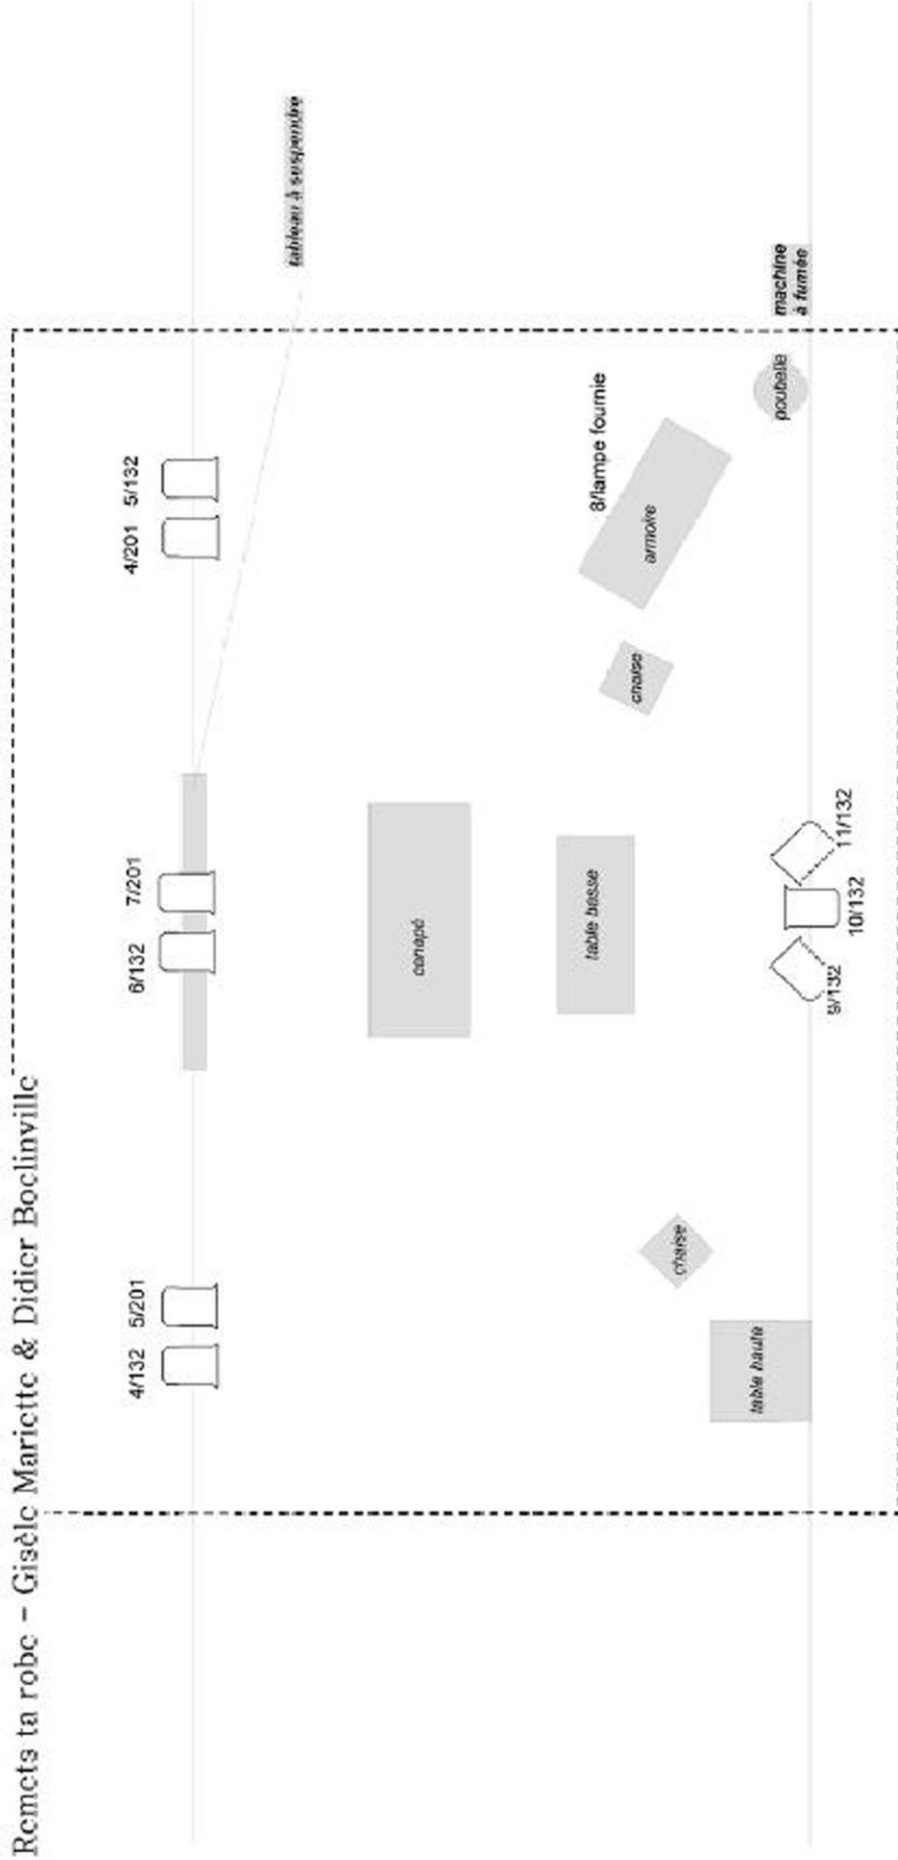 Remets ta robe – Gisèle Mariette & Didier Boclinville
4/132
5/201
6/132
7/201
4/201
5/132
tableau à suspendre
canapé
table basse
8/lampe fournie
armoire
chaise
chaise
table haute
machine
à fumée
poubelle
9/132
10/132
11/132